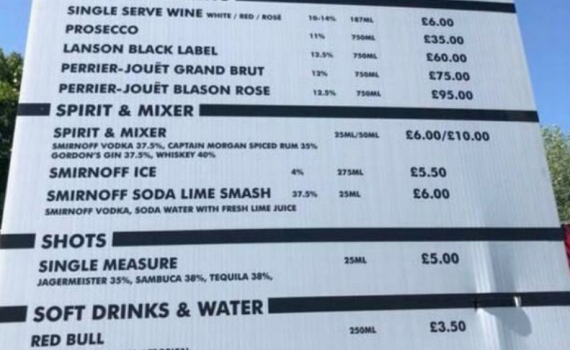 SINGLE SERVE WINE WHITE / RED / ROSÉ 10-14% 187ML £6.00
PROSECCO 11% 750ML £35.00
LANSON BLACK LABEL 12.5% 750ML £60.00
PERRIER-JOUËT GRAND BRUT 12% 750ML £75.00
PERRIER-JOUËT BLASON ROSE 12.5% 750ML £95.00
SPIRIT & MIXER
SPIRIT & MIXER 25ML/50ML £6.00/£10.00
SMIRNOFF VODKA 37.5%, CAPTAIN MORGAN SPICED RUM 35%
GORDON'S GIN 37.5%, WHISKEY 40%
SMIRNOFF ICE 4% 275ML £5.50
SMIRNOFF SODA LIME SMASH 37.5% 25ML £6.00
SMIRNOFF VODKA, SODA WATER WITH FRESH LIME JUICE
SHOTS
SINGLE MEASURE 25ML £5.00
JAGERMEISTER 35%, SAMBUCA 38%, TEQUILA 38%,
SOFT DRINKS & WATER
RED BULL 250ML £3.50